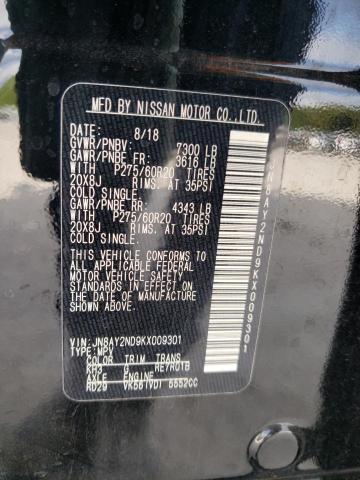 MFD BY NISSAN MOTOR CO.,LTD.
DATE: 8/18
GVWR/PNBV: 7300 LB
GAWR/PNBE FR: 3616 LB
WITH P275/60R20 TIRES
20X8J RIMS. AT 35PSI
COLD SINGLE
GAWR/PNBE RR: 4343 LB
WITH P275/60R20 TIRES
20X8J RIMS. AT 35PSI
COLD SINGLE
THIS VEHICLE CONFORMS TO
ALL APPLICABLE FEDERAL
MOTOR VEHICLE SAFETY
STANDARDS IN EFFECT ON THE
DATE OF MANUFACTURE
SHOWN ABOVE.
VIN: JN8AY2ND9KX009301
TYPE: MPV
COLOR TRIM TRANS
KH3 G RE7R01B
AXLE ENGINE
RD29 VK56(VD) 5552CC
JN8AY2ND9KX009301